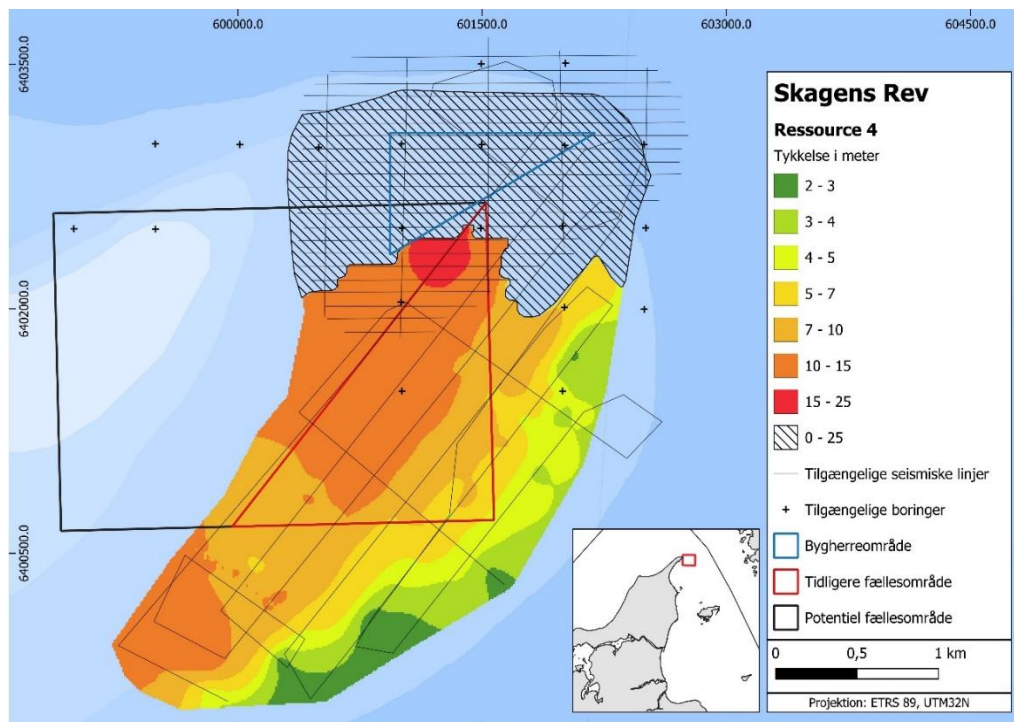 600000.0
601500.0
603000.0
604500.0
6403500.0
6402000.0
6400500.0
Skagens Rev
Ressource 4
Tykkelse i meter
2 - 3
3 - 4
4 - 5
5 - 7
7 - 10
10 - 15
15 - 25
0 - 25
Tilgængelige seismiske linjer
Tilgængelige boringer
Bygherreområde
Tidligere fællesområde
Potentiel fællesområde
0 0,5 1 km
Projektion: ETRS 89, UTM32N